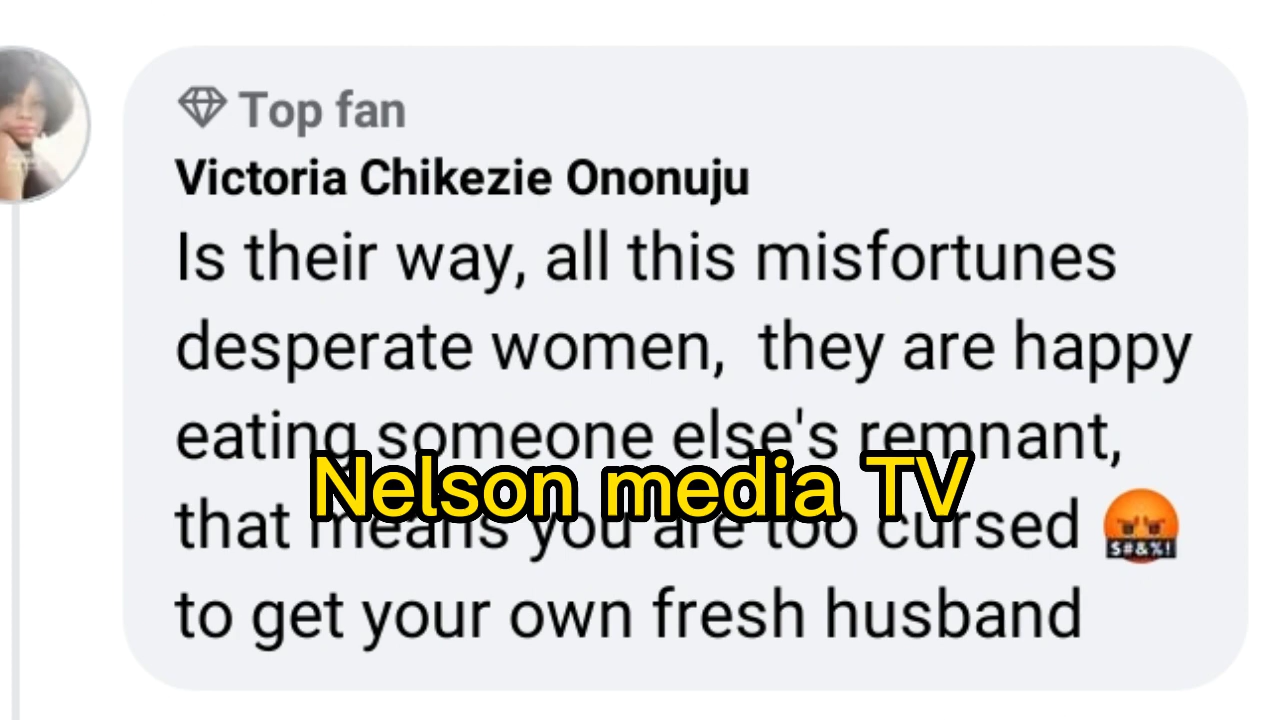 Top fan
Victoria Chikezie Ononuju
Is their way, all this misfortunes
desperate women, they are happy
eating someone else's remnant,
Nelson media TV
that means you are too cursed 🤬
to get your own fresh husband